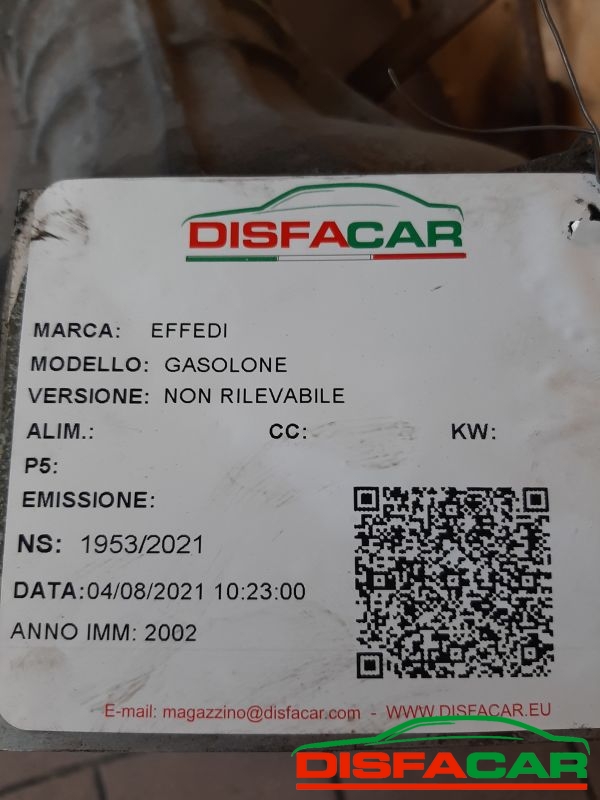 DISFACAR
MARCA: EFFEDI
MODELLO: GASOLONE
VERSIONE: NON RILEVABILE
ALIM.: CC: KW:
P5:
EMISSIONE:
NS: 1953/2021
DATA:04/08/2021 10:23:00
ANNO IMM: 2002
E-mail: magazzino@disfacar.com - WWW.DISFACAR.EU
DISFACAR